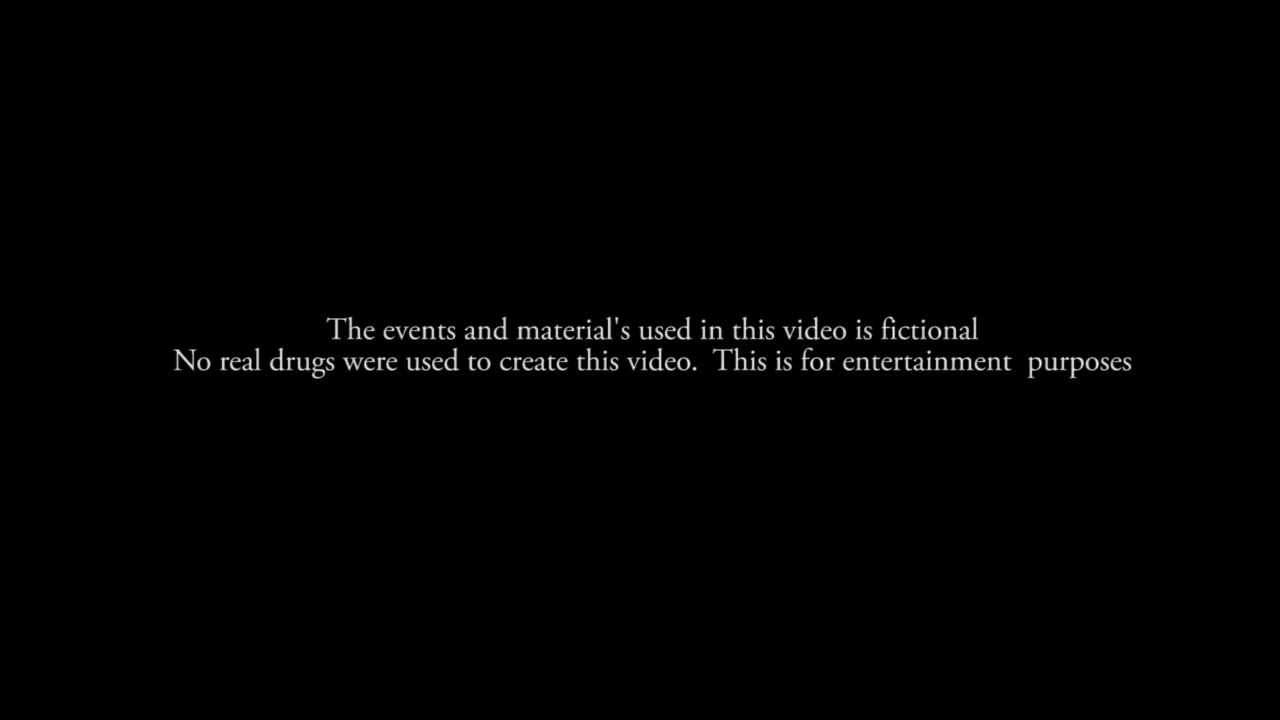 The events and material's used in this video is fictional
No real drugs were used to create this video.  This is for entertainment  purposes